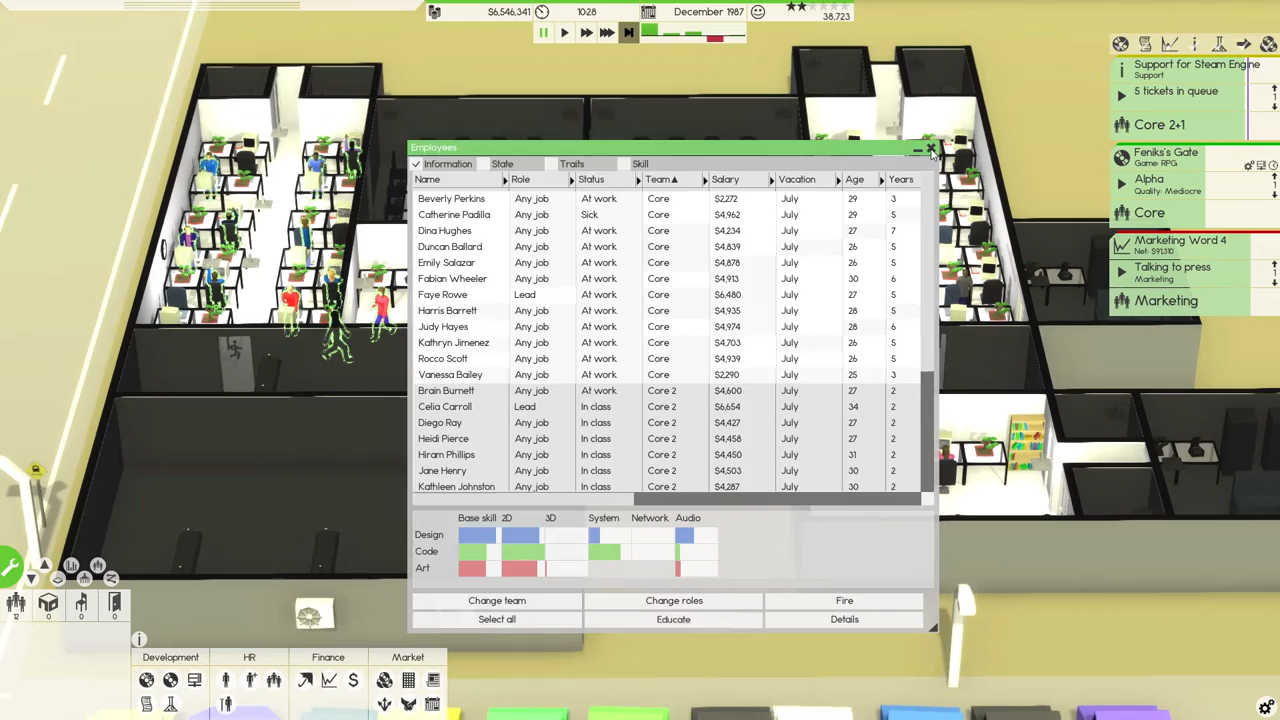 $6,546,341 10:28 December 1987 38,723
Support for Steam Engine
Support
5 tickets in queue
1
Core 2+1
Feniks's Gate
Game: RPG
Alpha
Quality: Mediocre
1
Core
Marketing Word 4
Net: $91,310
Talking to press
Marketing
1
Marketing
Employees
Information State Traits Skill
Name Role Status Team▲ Salary Vacation Age Years
Beverly Perkins Any job At work Core $2,272 July 29 3
Catherine Padilla Any job Sick Core $4,962 July 29 5
Dina Hughes Any job At work Core $4,234 July 27 7
Duncan Ballard Any job At work Core $4,839 July 26 5
Emily Salazar Any job At work Core $4,878 July 26 5
Fabian Wheeler Any job At work Core $4,913 July 30 6
Faye Rowe Lead At work Core $6,480 July 27 5
Harris Barrett Any job At work Core $4,935 July 28 5
Judy Hayes Any job At work Core $4,974 July 28 6
Kathryn Jimenez Any job At work Core $4,703 July 26 5
Rocco Scott Any job At work Core $4,939 July 26 5
Vanessa Bailey Any job At work Core $2,290 July 25 3
Brain Burnett Any job At work Core 2 $4,600 July 27 2
Celia Carroll Lead In class Core 2 $6,654 July 34 2
Diego Ray Any job In class Core 2 $4,427 July 27 2
Heidi Pierce Any job In class Core 2 $4,458 July 27 2
Hiram Phillips Any job In class Core 2 $4,450 July 31 2
Jane Henry Any job In class Core 2 $4,503 July 30 2
Kathleen Johnston Any job In class Core 2 $4,287 July 30 2
Base skill 2D 3D System Network Audio
Design
Code
Art
Change team Change roles Fire
Select all Educate Details
12 0 0 0
Development HR Finance Market